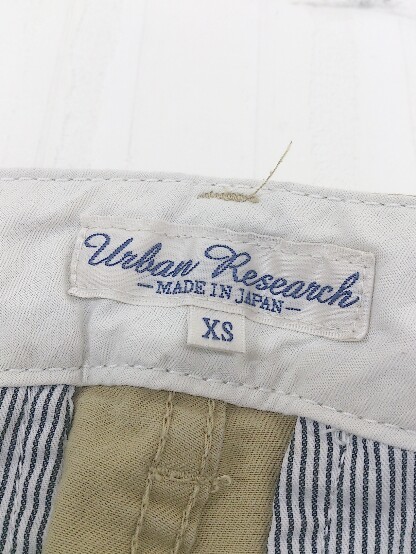 Urban Research
— MADE IN JAPAN —
XS